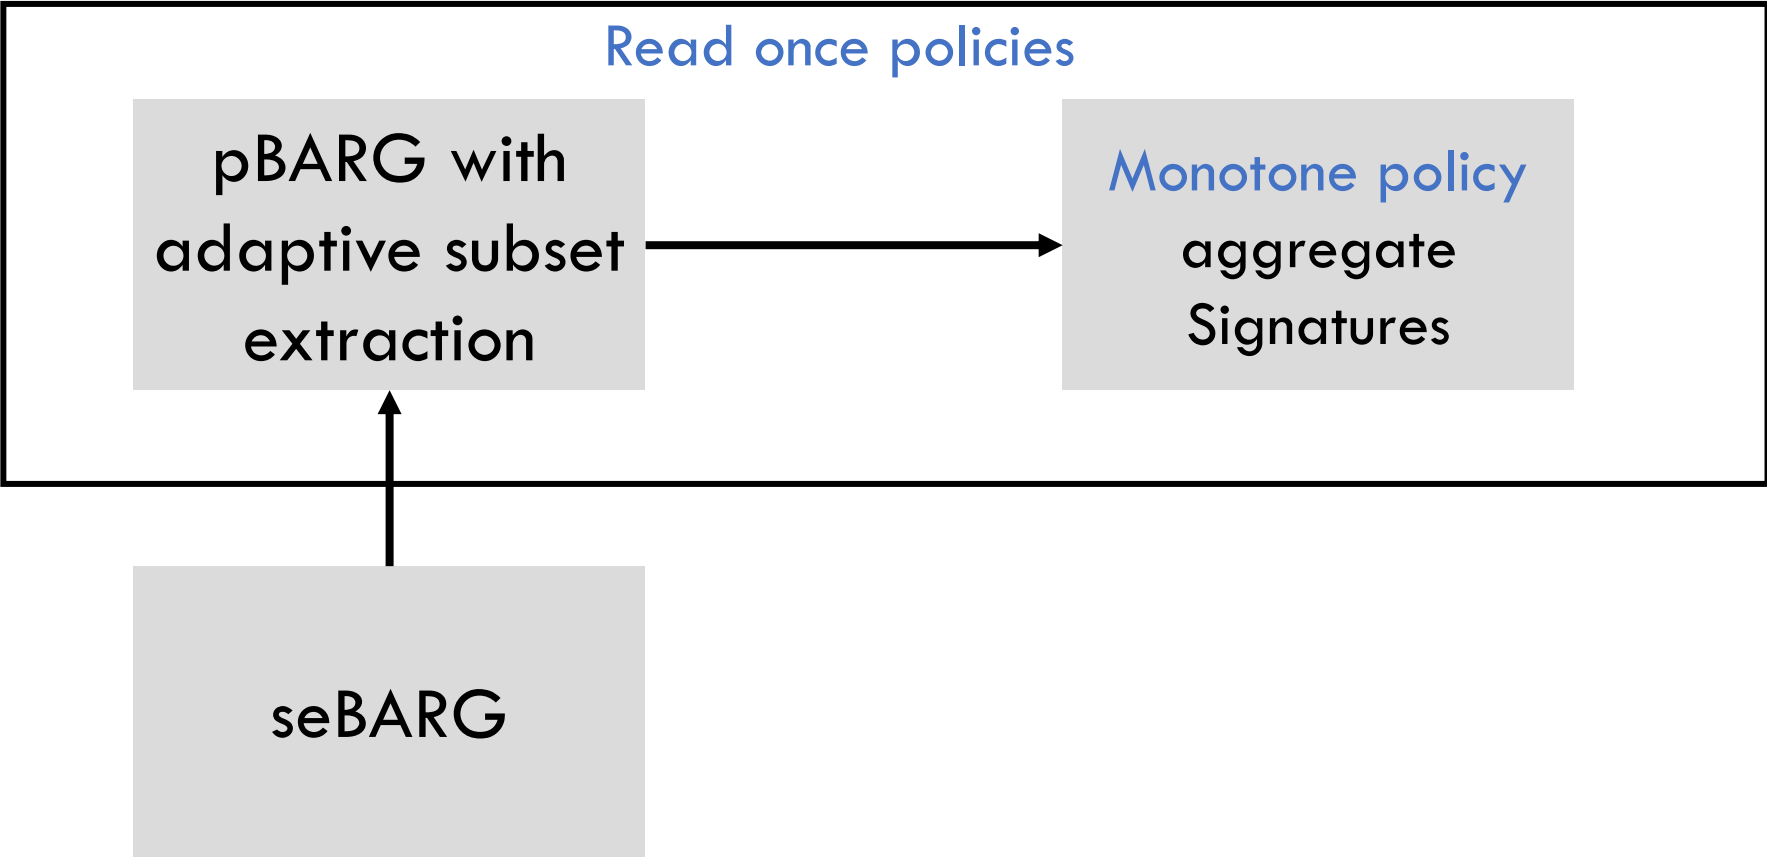 Read once policies
pBARG with
adaptive subset
extraction
Monotone policy
aggregate
Signatures
seBARG